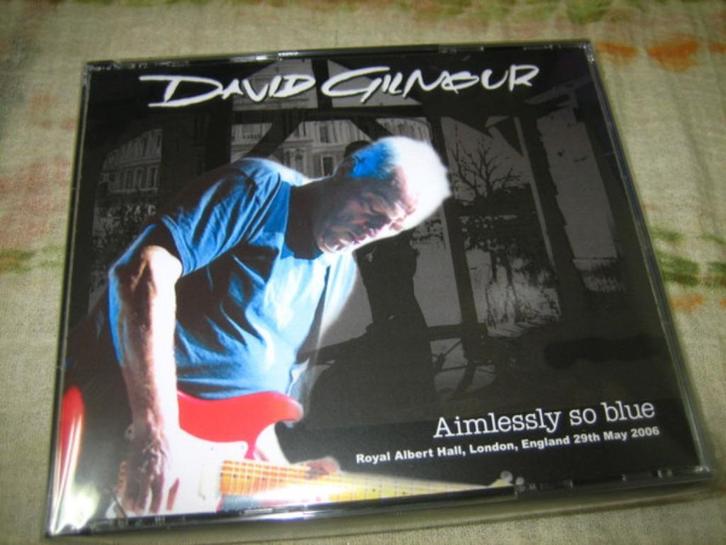 DAVID GILMOUR
Aimlessly so blue
Royal Albert Hall, London, England 29th May 2006